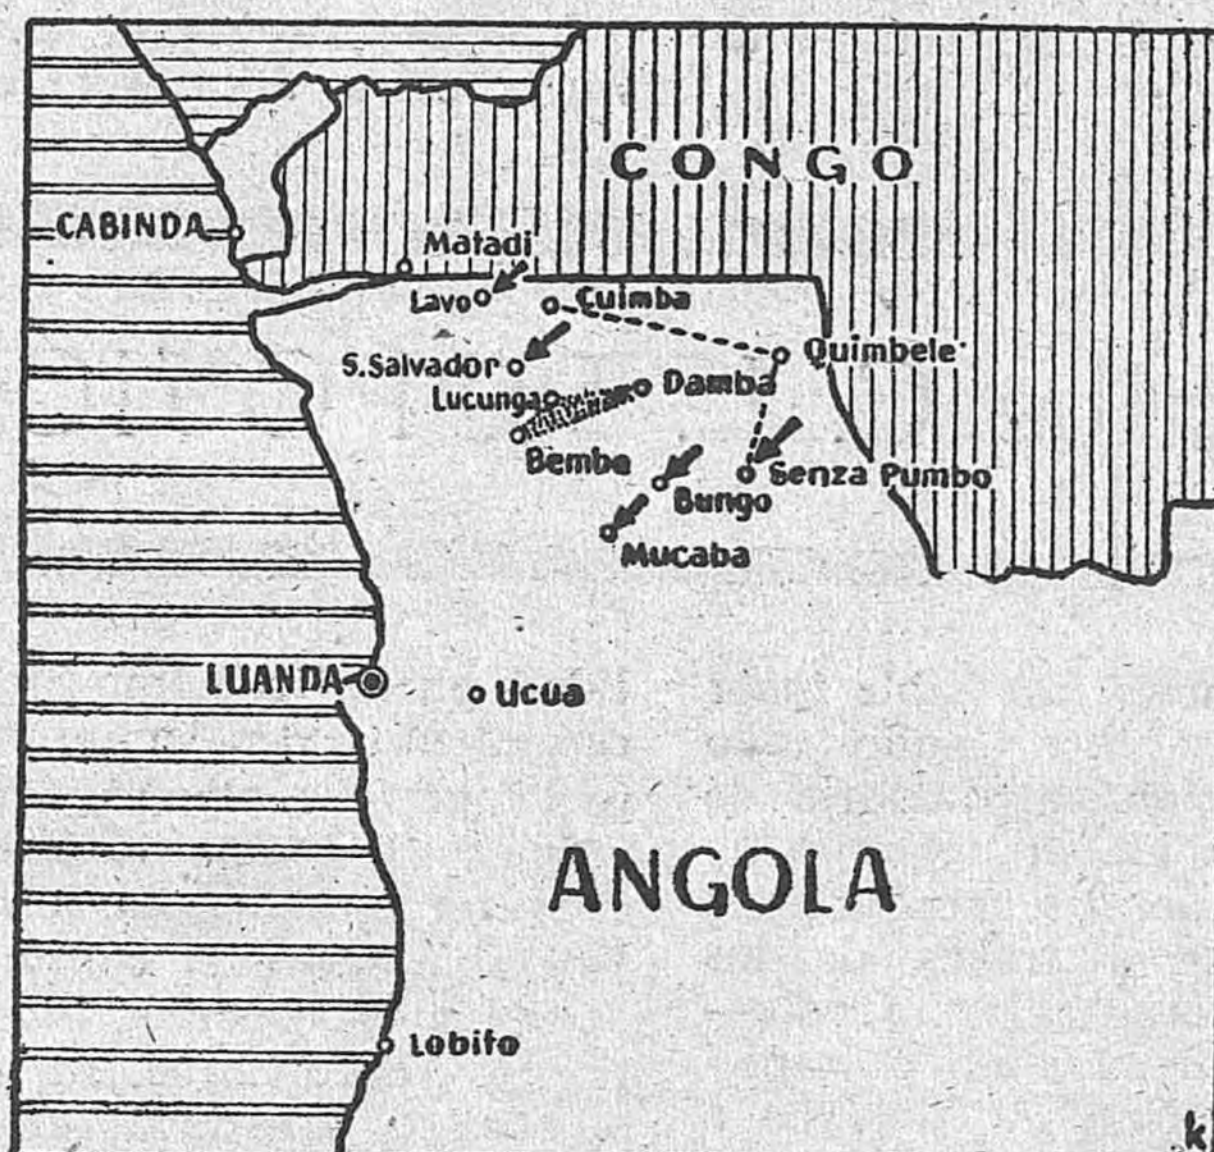 CONGO
CABINDA
Matadi
Lavo
Cuimba
S.Salvador
Quimbele
Lucunga
Damba
Bembe
Senza Pumbo
Bungo
Mucaba
LUANDA
Ucua
ANGOLA
Lobito
k